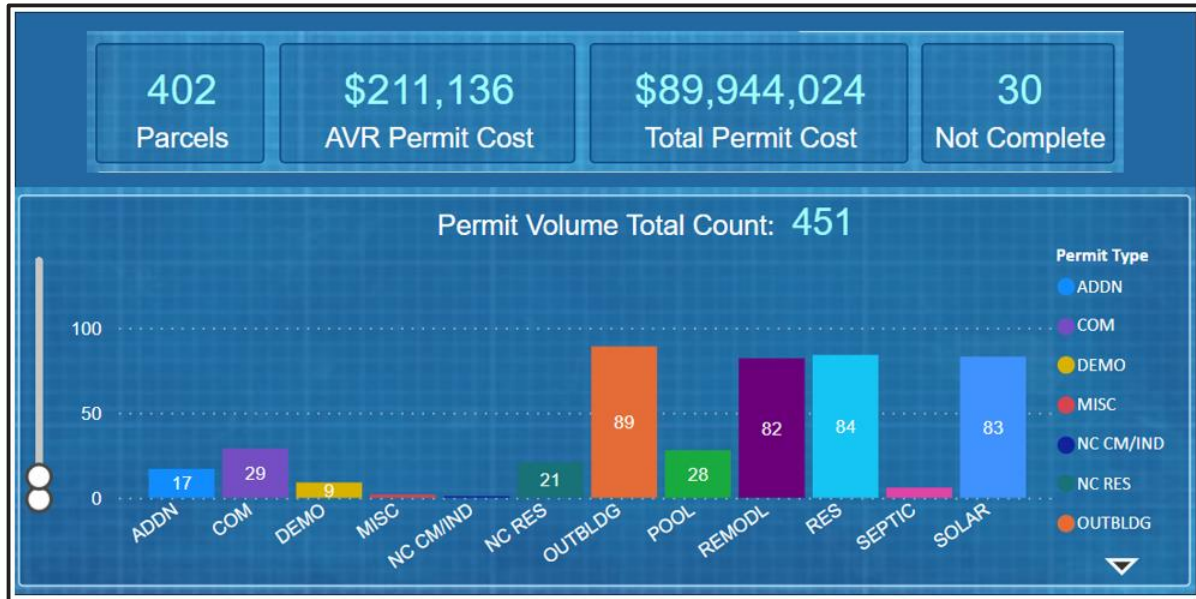 402
Parcels
$211,136
AVR Permit Cost
$89,944,024
Total Permit Cost
30
Not Complete
Permit Volume Total Count: 451
Permit Type
ADDN
COM
DEMO
MISC
NC CM/IND
NC RES
OUTBLDG
100
50
0
17
29
9
21
89
28
82
84
83
ADDN
COM
DEMO
MISC
NC CM/IND
NC RES
OUTBLDG
POOL
REMODL
RES
SEPTIC
SOLAR